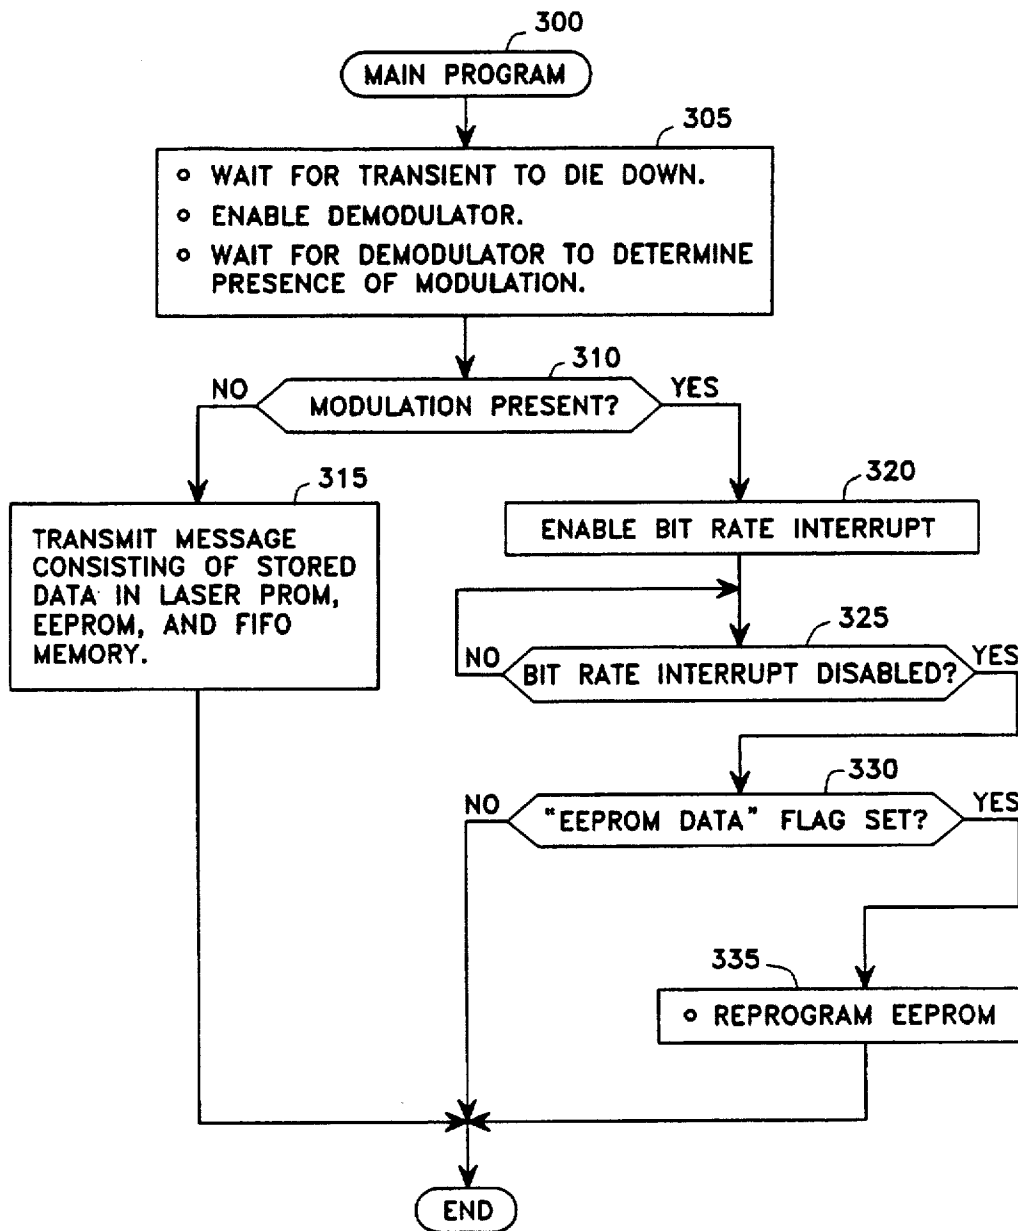 300
MAIN PROGRAM
305
o WAIT FOR TRANSIENT TO DIE DOWN.
o ENABLE DEMODULATOR.
o WAIT FOR DEMODULATOR TO DETERMINE
PRESENCE OF MODULATION.
310
NO
MODULATION PRESENT?
YES
315
TRANSMIT MESSAGE
CONSISTING OF STORED
DATA IN LASER PROM,
EEPROM, AND FIFO
MEMORY.
320
ENABLE BIT RATE INTERRUPT
325
NO
BIT RATE INTERRUPT DISABLED?
YES
330
NO
"EEPROM DATA" FLAG SET?
YES
335
o REPROGRAM EEPROM
END